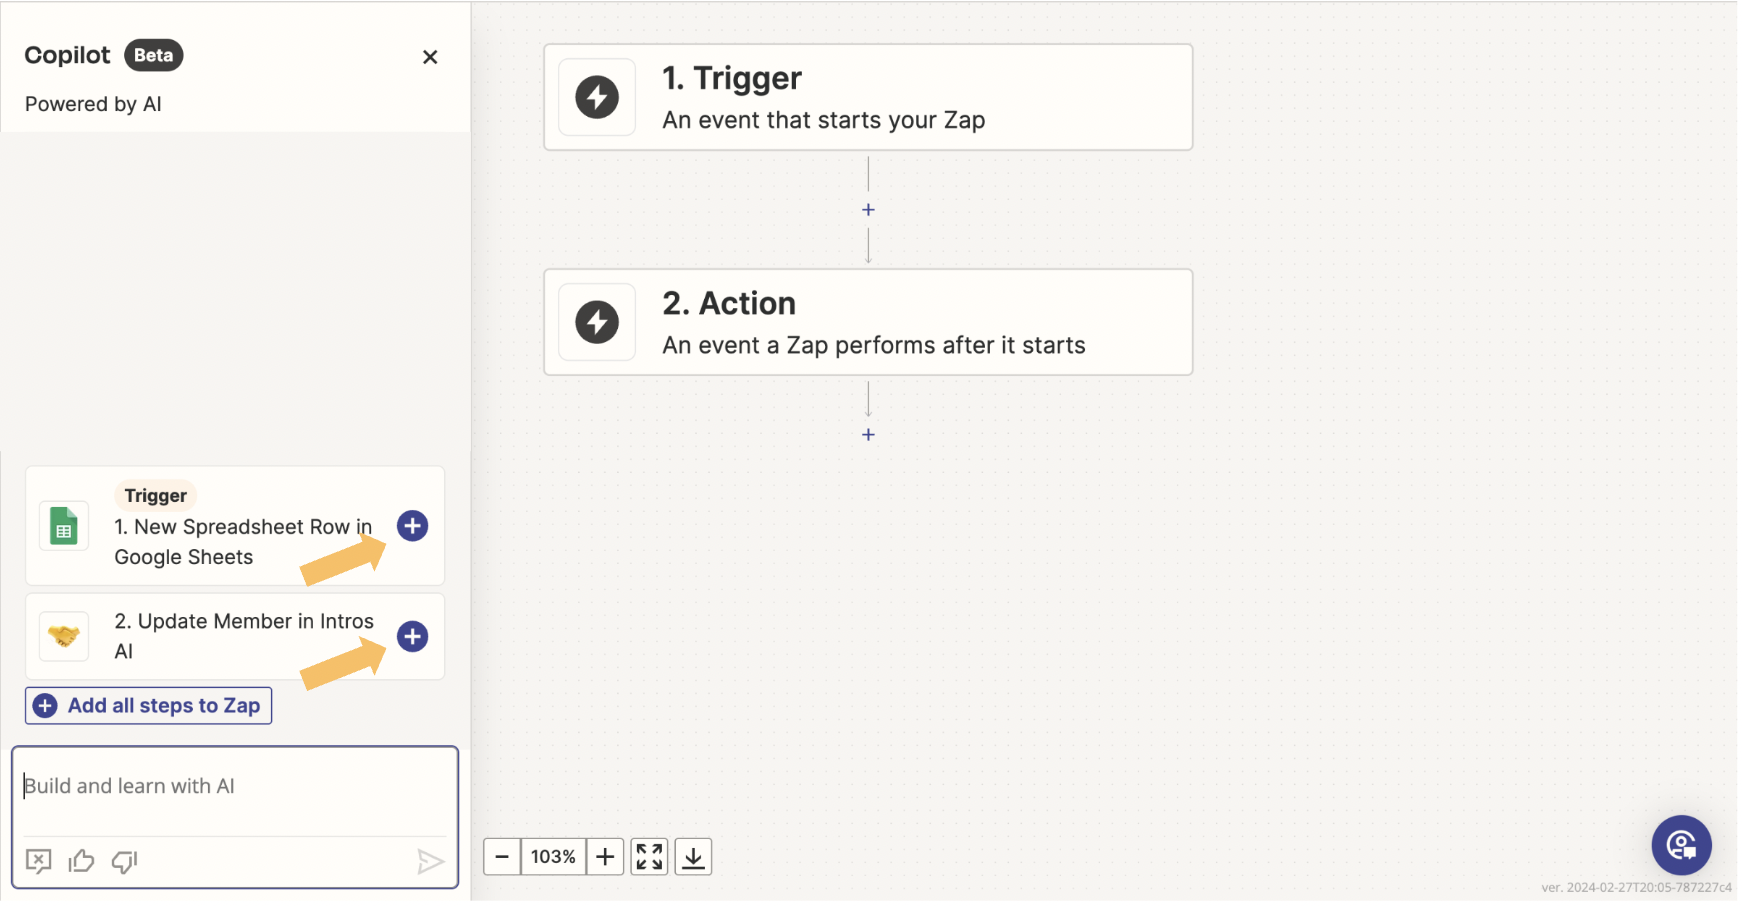 Copilot Beta
Powered by AI
Trigger
1. New Spreadsheet Row in
Google Sheets
2. Update Member in Intros
AI
Add all steps to Zap
Build and learn with AI
1. Trigger
An event that starts your Zap
2. Action
An event a Zap performs after it starts
103%
ver. 2024-02-27T20:05-787227c4